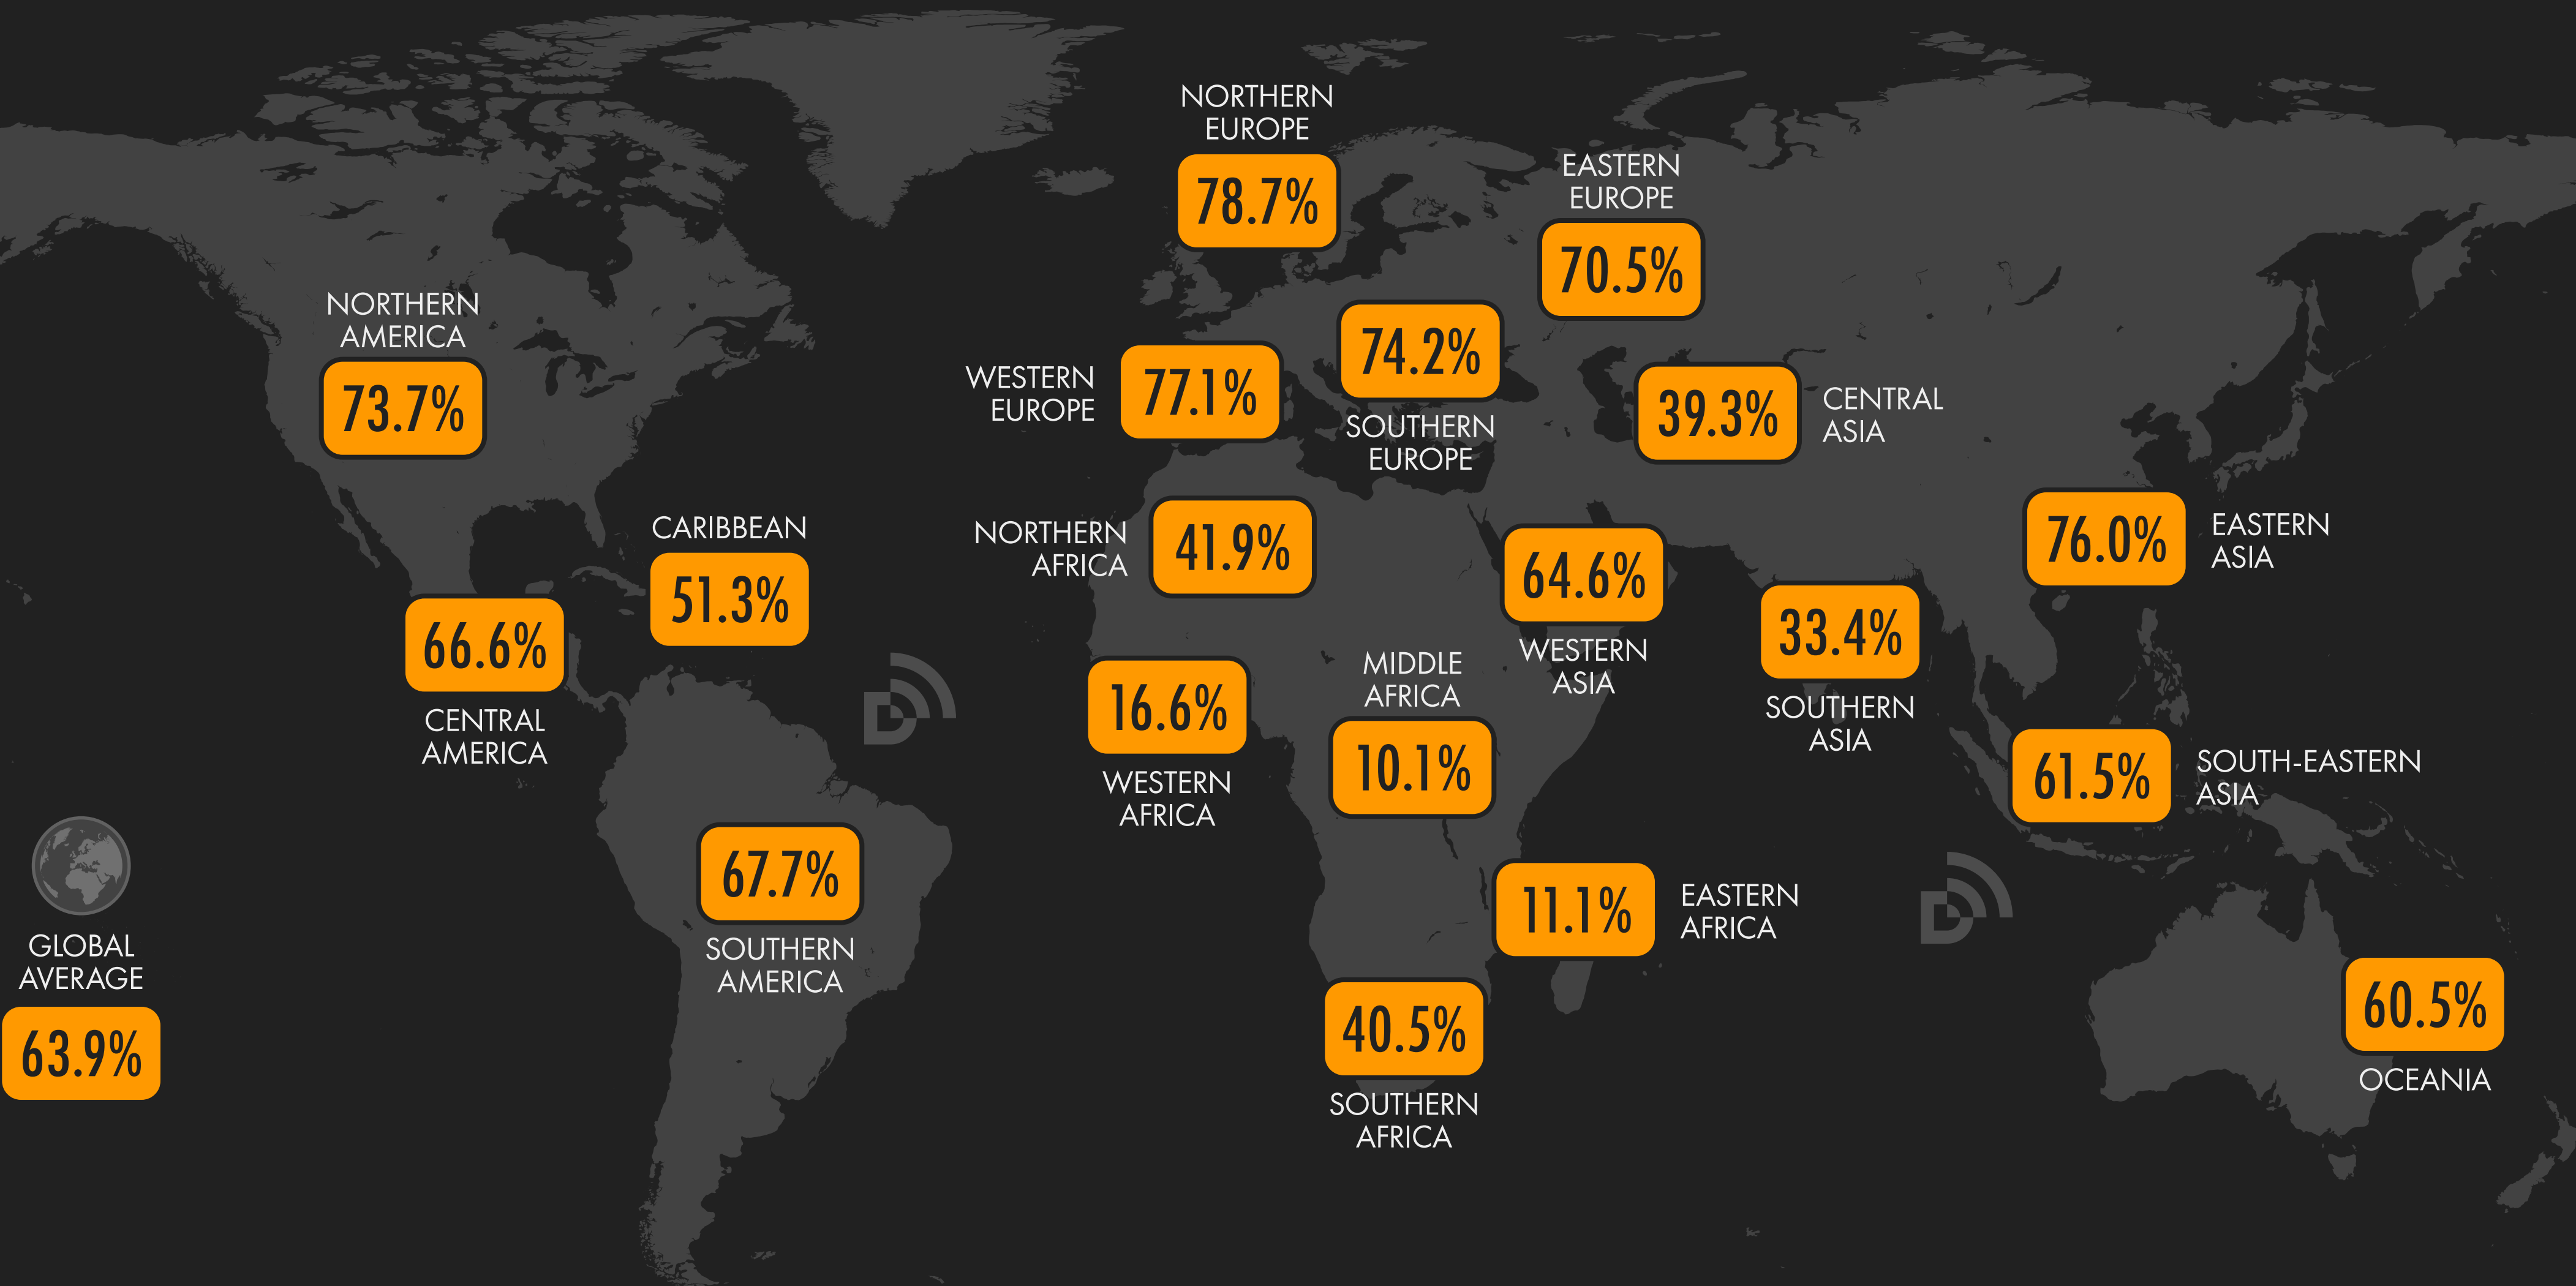 NORTHERN
EUROPE
78.7%
EASTERN
EUROPE
70.5%
NORTHERN
AMERICA
73.7%
WESTERN
EUROPE
77.1%
74.2%
SOUTHERN
EUROPE
39.3%
CENTRAL
ASIA
CARIBBEAN
51.3%
NORTHERN
AFRICA
41.9%
64.6%
WESTERN
ASIA
76.0%
EASTERN
ASIA
66.6%
CENTRAL
AMERICA
33.4%
SOUTHERN
ASIA
16.6%
WESTERN
AFRICA
MIDDLE
AFRICA
10.1%
61.5%
SOUTH-EASTERN
ASIA
67.7%
SOUTHERN
AMERICA
11.1%
EASTERN
AFRICA
GLOBAL
AVERAGE
63.9%
40.5%
SOUTHERN
AFRICA
60.5%
OCEANIA